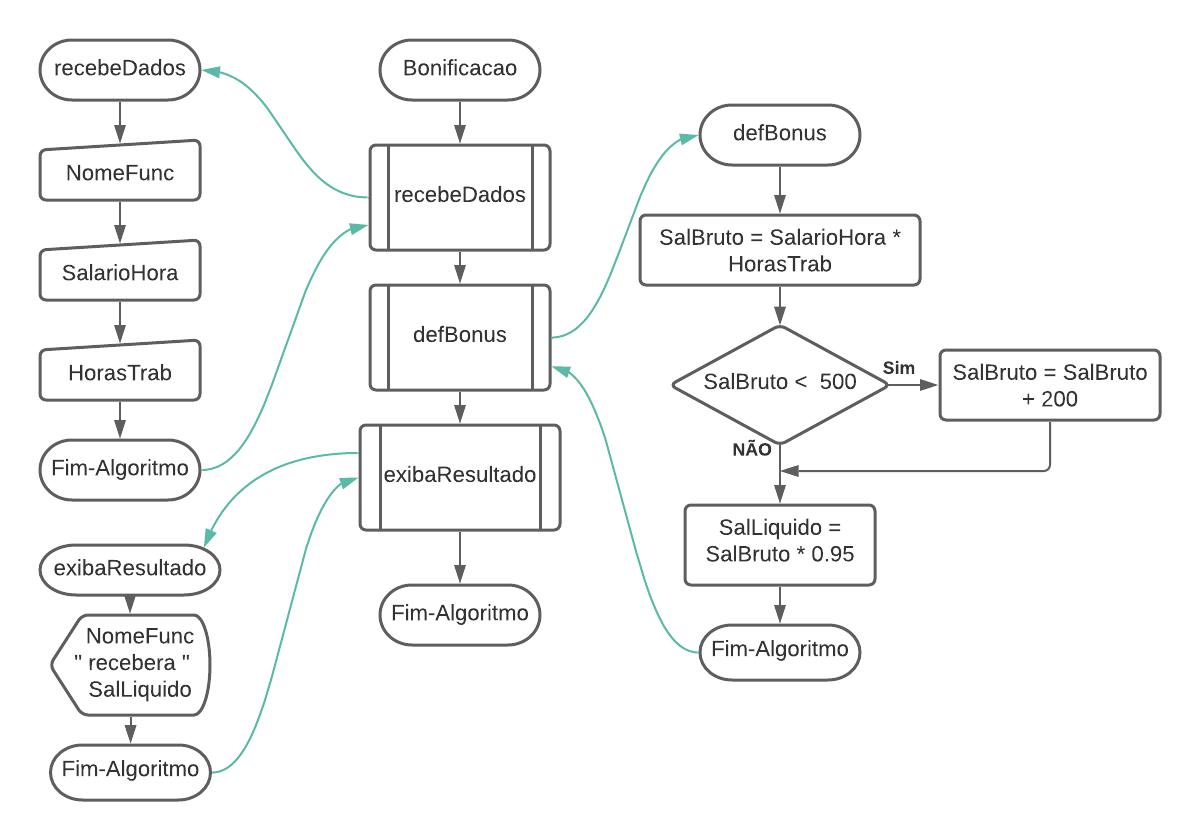 recebeDados
NomeFunc
SalarioHora
HorasTrab
Fim-Algoritmo
exibaResultado
NomeFunc
" recebera "
SalLiquido
Fim-Algoritmo
Bonificacao
recebeDados
defBonus
exibaResultado
Fim-Algoritmo
defBonus
SalBruto = SalarioHora *
HorasTrab
SalBruto <  500
Sim
SalBruto = SalBruto
+ 200
NÃO
SalLiquido =
SalBruto * 0.95
Fim-Algoritmo